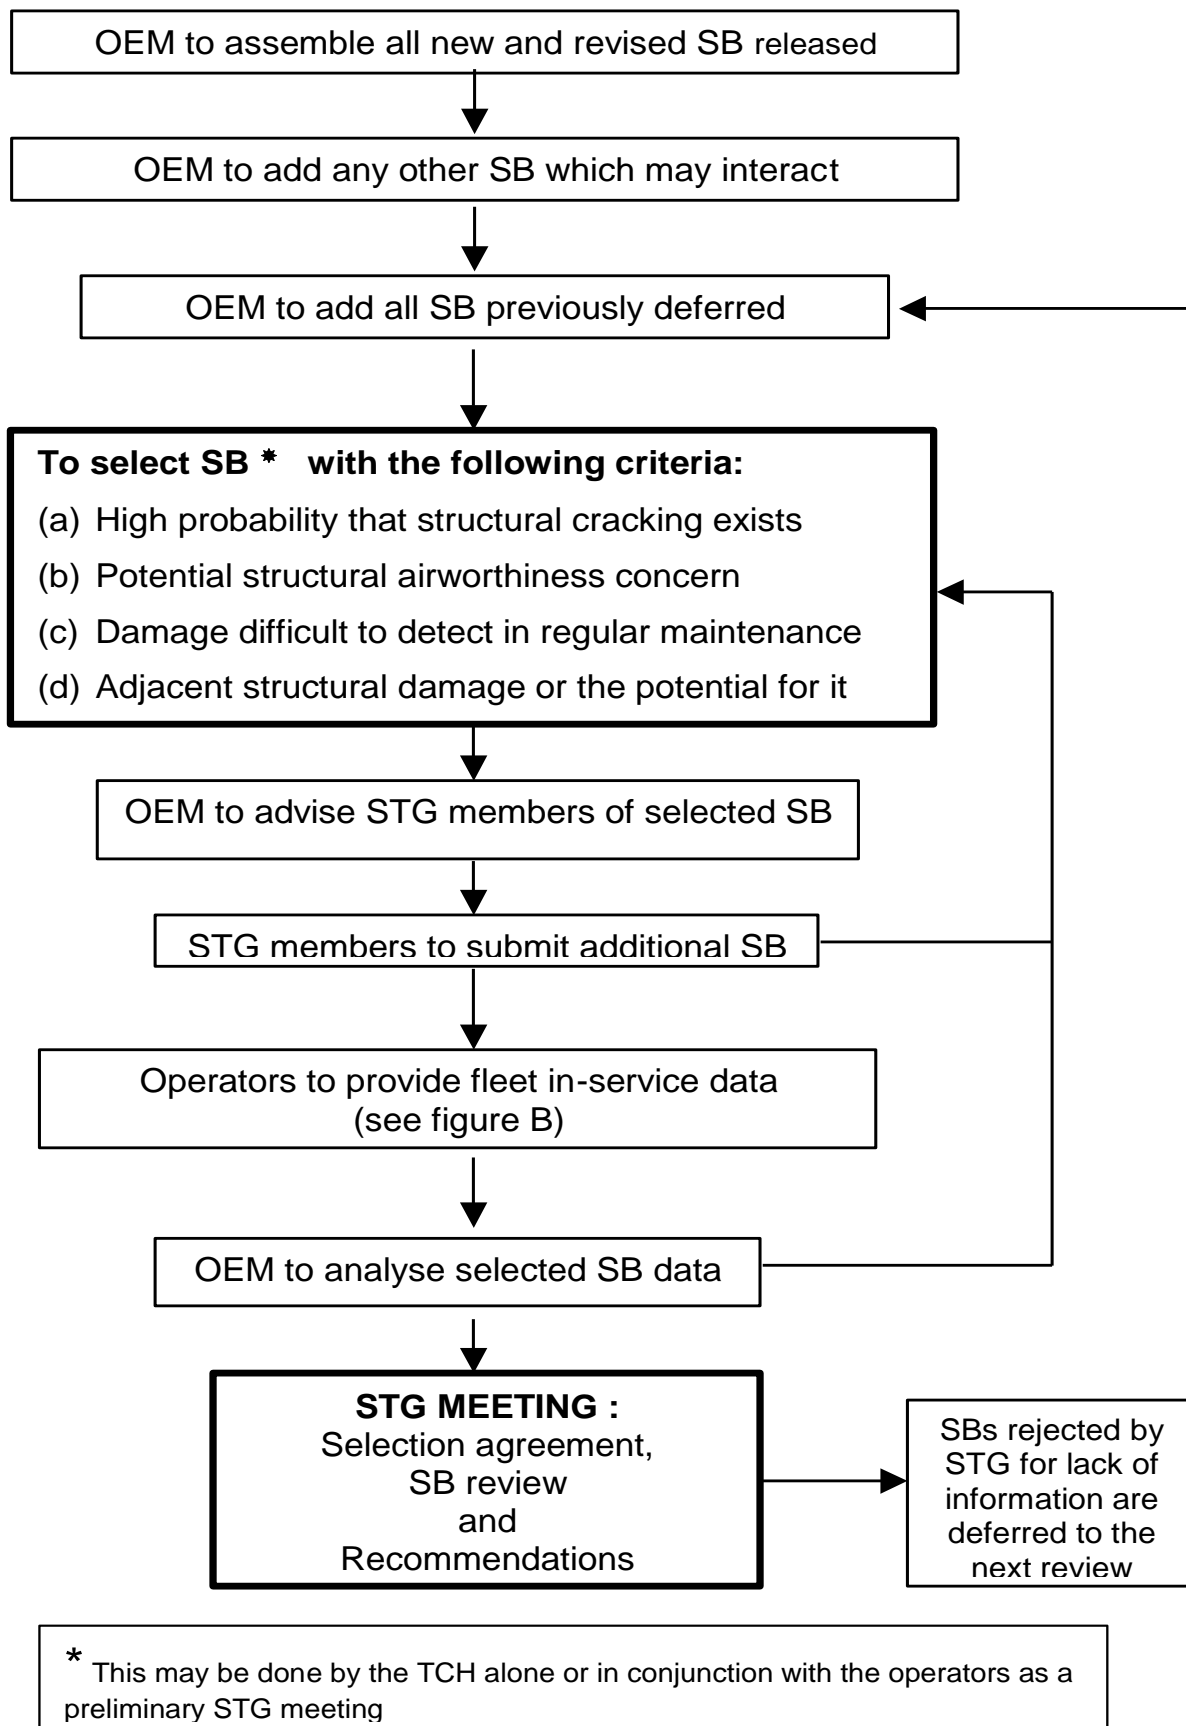 OEM to assemble all new and revised SB released
OEM to add any other SB which may interact
OEM to add all SB previously deferred
To select SB * with the following criteria:
(a) High probability that structural cracking exists
(b) Potential structural airworthiness concern
(c) Damage difficult to detect in regular maintenance
(d) Adjacent structural damage or the potential for it
OEM to advise STG members of selected SB
STG members to submit additional SB
Operators to provide fleet in-service data
(see figure B)
OEM to analyse selected SB data
STG MEETING :
Selection agreement,
SB review
and
Recommendations
SBs rejected by
STG for lack of
information are
deferred to the
next review
* This may be done by the TCH alone or in conjunction with the operators as a
preliminary STG meeting